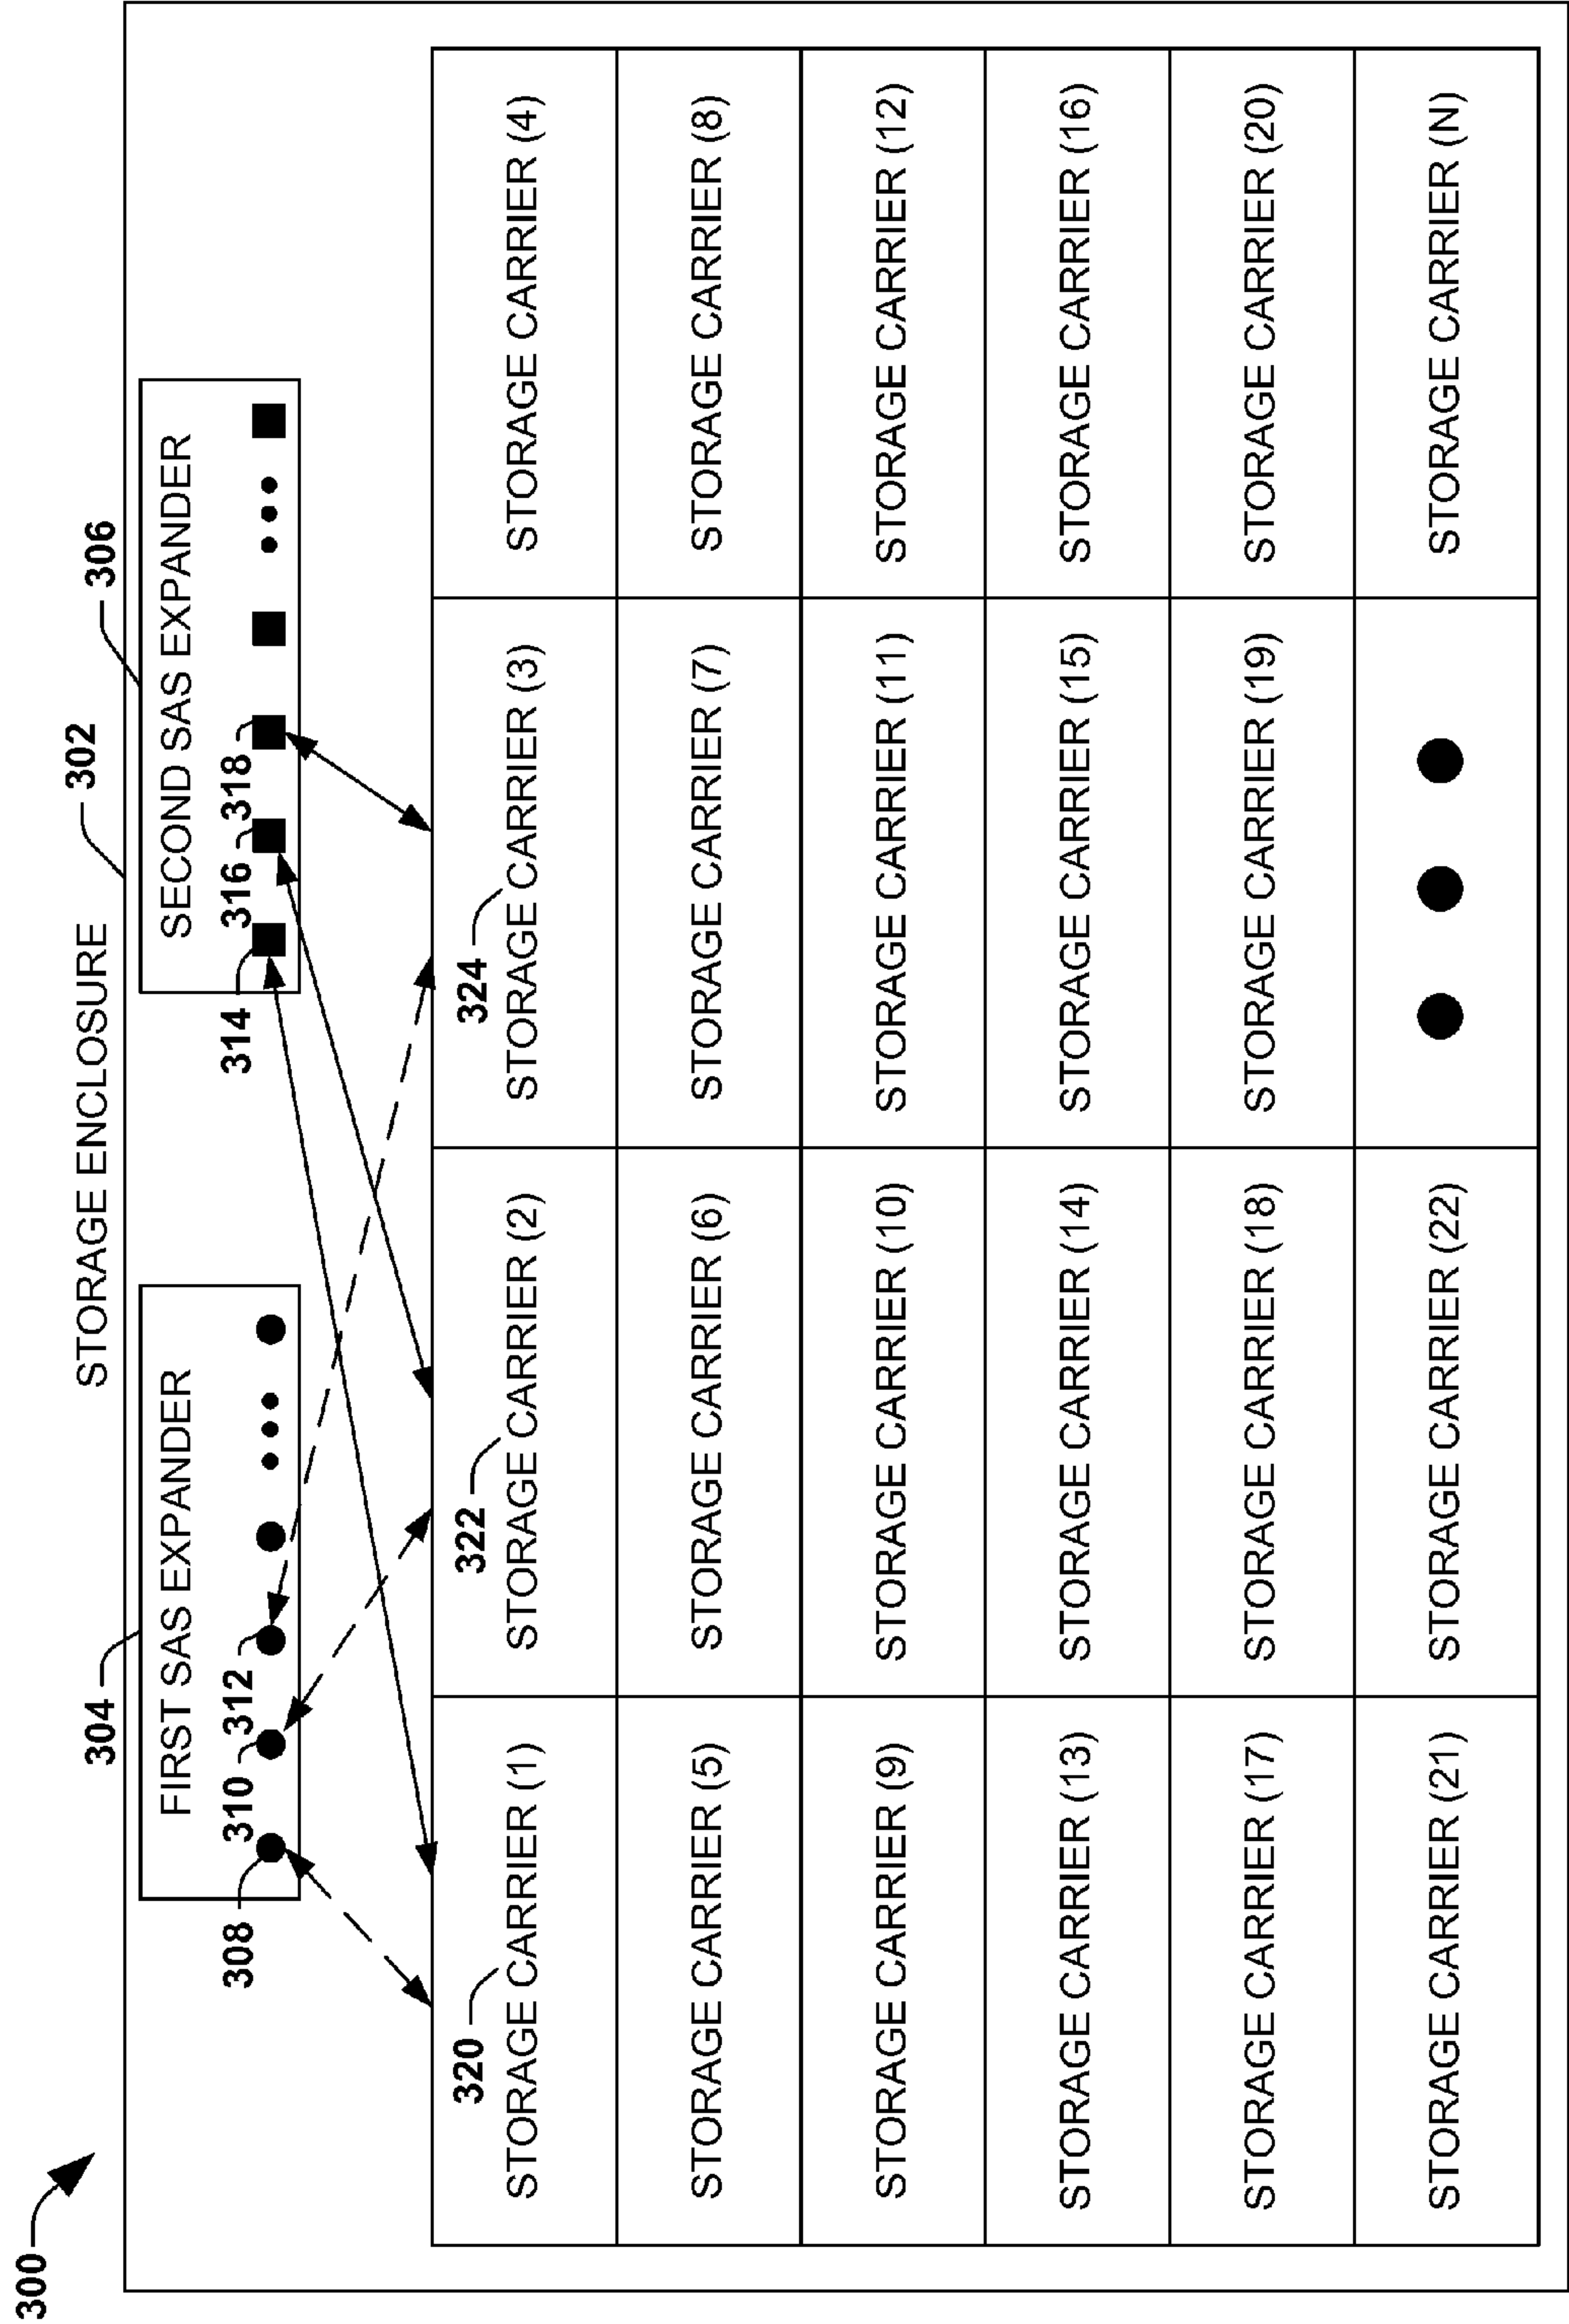 300
STORAGE ENCLOSURE
302
304
306
FIRST SAS EXPANDER
SECOND SAS EXPANDER
308
310
312
314
316
318
320
322
324
STORAGE CARRIER (1)
STORAGE CARRIER (2)
STORAGE CARRIER (3)
STORAGE CARRIER (4)
STORAGE CARRIER (5)
STORAGE CARRIER (6)
STORAGE CARRIER (7)
STORAGE CARRIER (8)
STORAGE CARRIER (9)
STORAGE CARRIER (10)
STORAGE CARRIER (11)
STORAGE CARRIER (12)
STORAGE CARRIER (13)
STORAGE CARRIER (14)
STORAGE CARRIER (15)
STORAGE CARRIER (16)
STORAGE CARRIER (17)
STORAGE CARRIER (18)
STORAGE CARRIER (19)
STORAGE CARRIER (20)
STORAGE CARRIER (21)
STORAGE CARRIER (22)
STORAGE CARRIER (N)